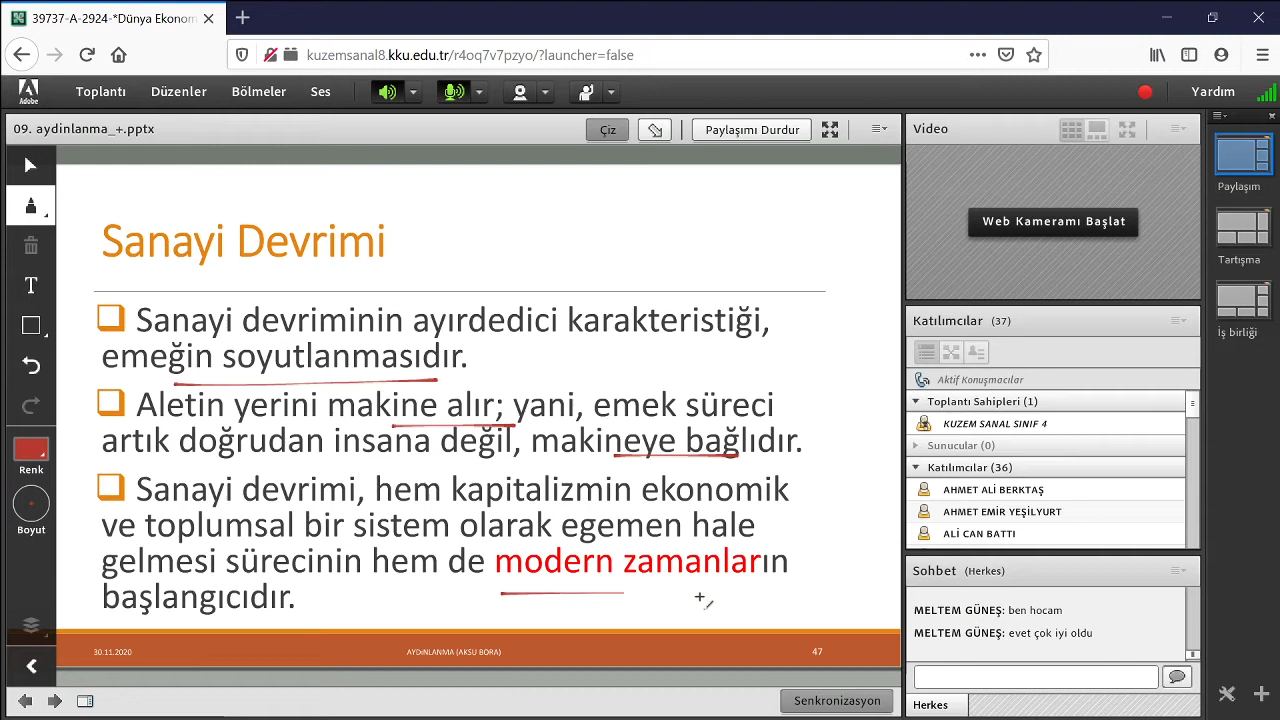 39737-A-2924-*Dünya Ekonom
kuzemsanal8.kku.edu.tr/r4oq7v7pzyo/?launcher=false
Adobe
Toplantı
Düzenler
Bölmeler
Ses
Yardım
09. aydinlanma_+.pptx
Çiz
Paylaşımı Durdur
Sanayi Devrimi
Sanayi devriminin ayırdedici karakteristiği,
emeğin soyutlanmasıdır.
Aletin yerini makine alır; yani, emek süreci
artık doğrudan insana değil, makineye bağlıdır.
Sanayi devrimi, hem kapitalizmin ekonomik
ve toplumsal bir sistem olarak egemen hale
gelmesi sürecinin hem de modern zamanların
başlangıcıdır.
30.11.2020
AYDıNLANMA (AKSU BORA)
47
T
Renk
Boyut
Senkronizasyon
Video
Web Kameramı Başlat
Katılımcılar (37)
Aktif Konuşmacılar
Toplantı Sahipleri (1)
KUZEM SANAL SINIF 4
Sunucular (0)
Katılımcılar (36)
AHMET ALİ BERKTAŞ
AHMET EMİR YEŞİLYURT
ALİ CAN BATTI
Sohbet (Herkes)
MELTEM GÜNEŞ: ben hocam
MELTEM GÜNEŞ: evet çok iyi oldu
Herkes
Paylaşım
Tartışma
İş birliği